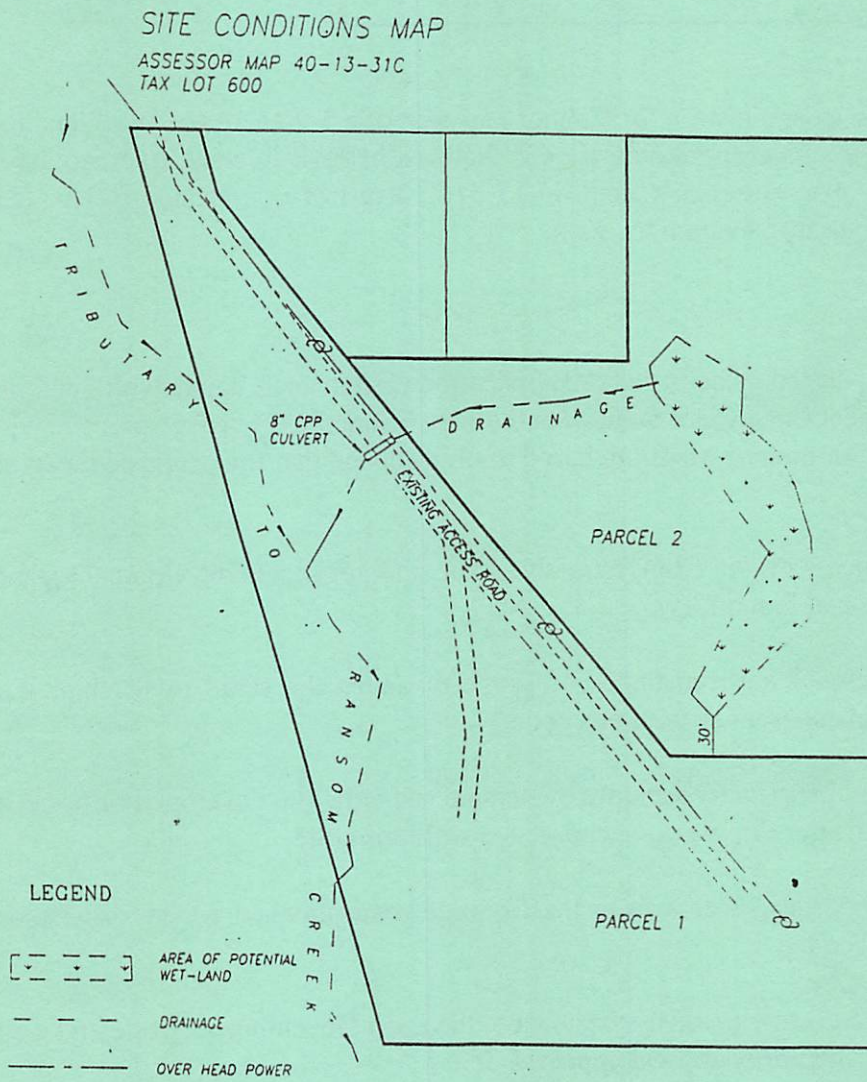 SITE CONDITIONS MAP
ASSESSOR MAP 40-13-31C
TAX LOT 600
TRIBUTARY
TO
RANSOM
CREEK
8" CPP
CULVERT
DRAINAGE
EXISTING ACCESS ROAD
PARCEL 2
30'
PARCEL 1
LEGEND
AREA OF POTENTIAL
WET-LAND
DRAINAGE
OVER HEAD POWER